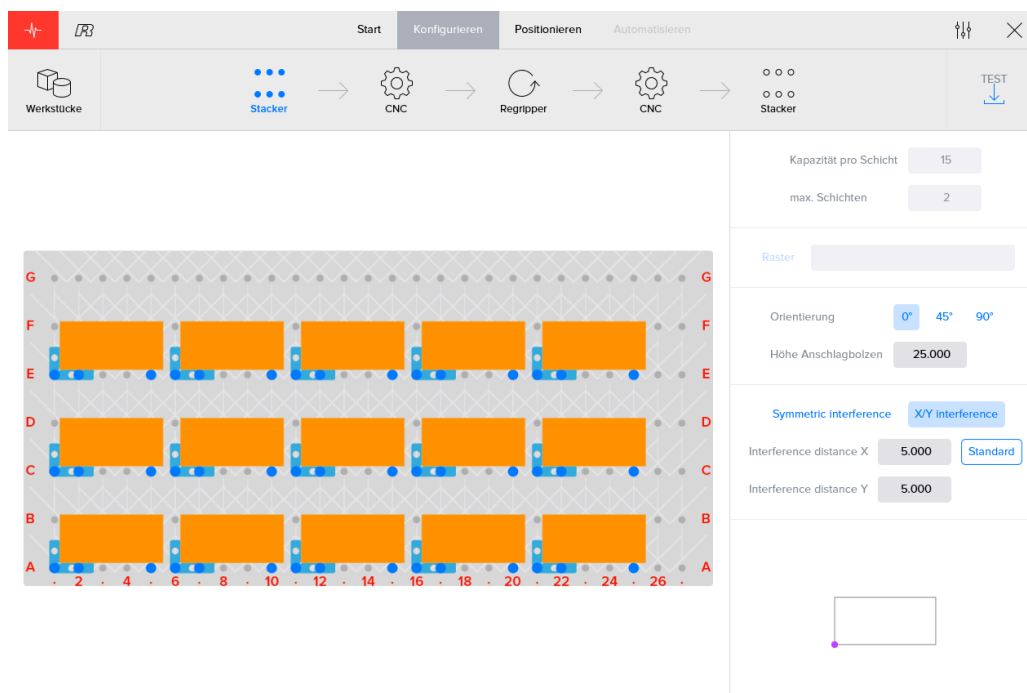 Start Konfigurieren Positionieren Automatisieren
Werkstücke Stacker CNC Regripper CNC Stacker TEST
Kapazität pro Schicht 15
max. Schichten 2
Raster
Orientierung 0° 45° 90°
Höhe Anschlagbolzen 25.000
Symmetric interference X/Y interference
Interference distance X 5.000 Standard
Interference distance Y 5.000
G G
F F
E E
D D
C C
B B
A A
· 2 · 4 · 6 · 8 · 10 · 12 · 14 · 16 · 18 · 20 · 22 · 24 · 26 ·